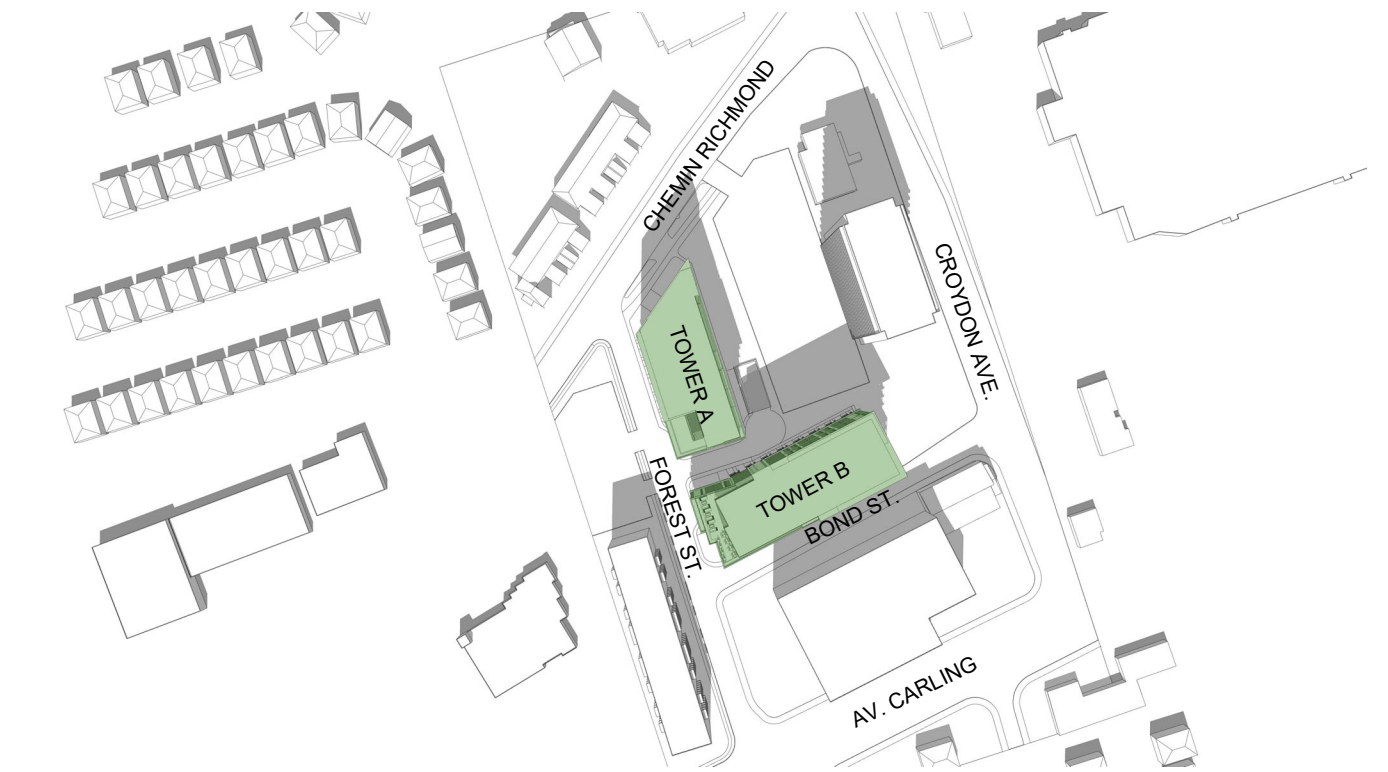 CHEMIN RICHMOND
CROYDON AVE.
TOWER A
TOWER B
FOREST ST.
BOND ST.
AV. CARLING